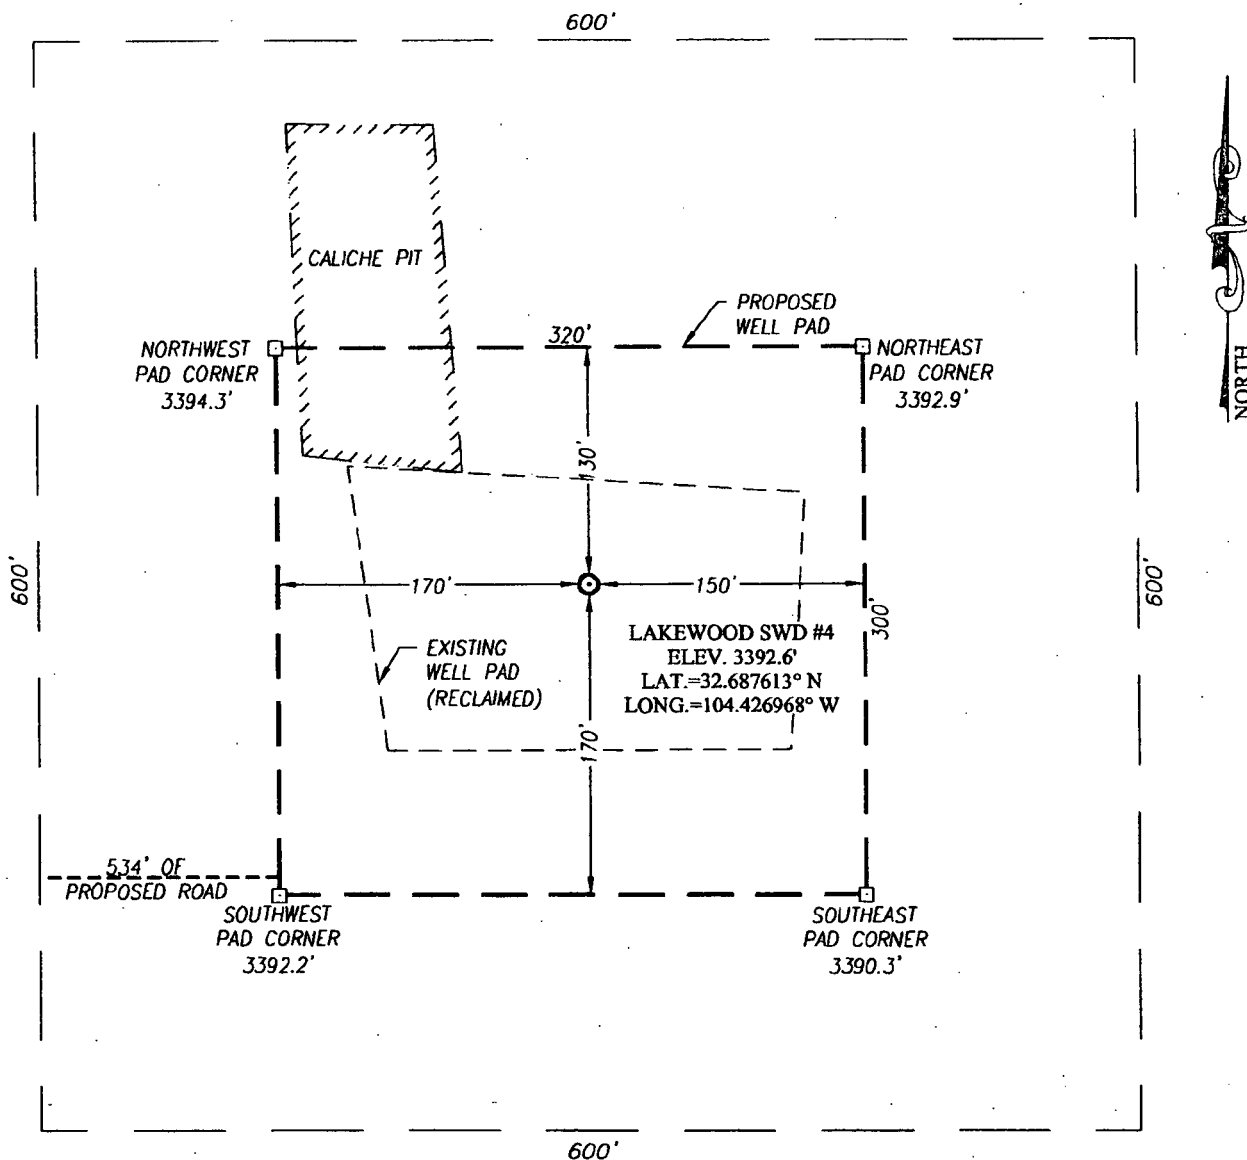 600'
CALICHE PIT
PROPOSED
WELL PAD
320'
NORTHWEST
PAD CORNER
3394.3'
NORTHEAST
PAD CORNER
3392.9'
NORTH
130'
600'
170'
150'
600'
300'
LAKEWOOD SWD #4
ELEV. 3392.6'
LAT.=32.687613° N
LONG.=104.426968° W
EXISTING
WELL PAD
(RECLAIMED)
170'
534' OF
PROPOSED ROAD
SOUTHWEST
PAD CORNER
3392.2'
SOUTHEAST
PAD CORNER
3390.3'
600'